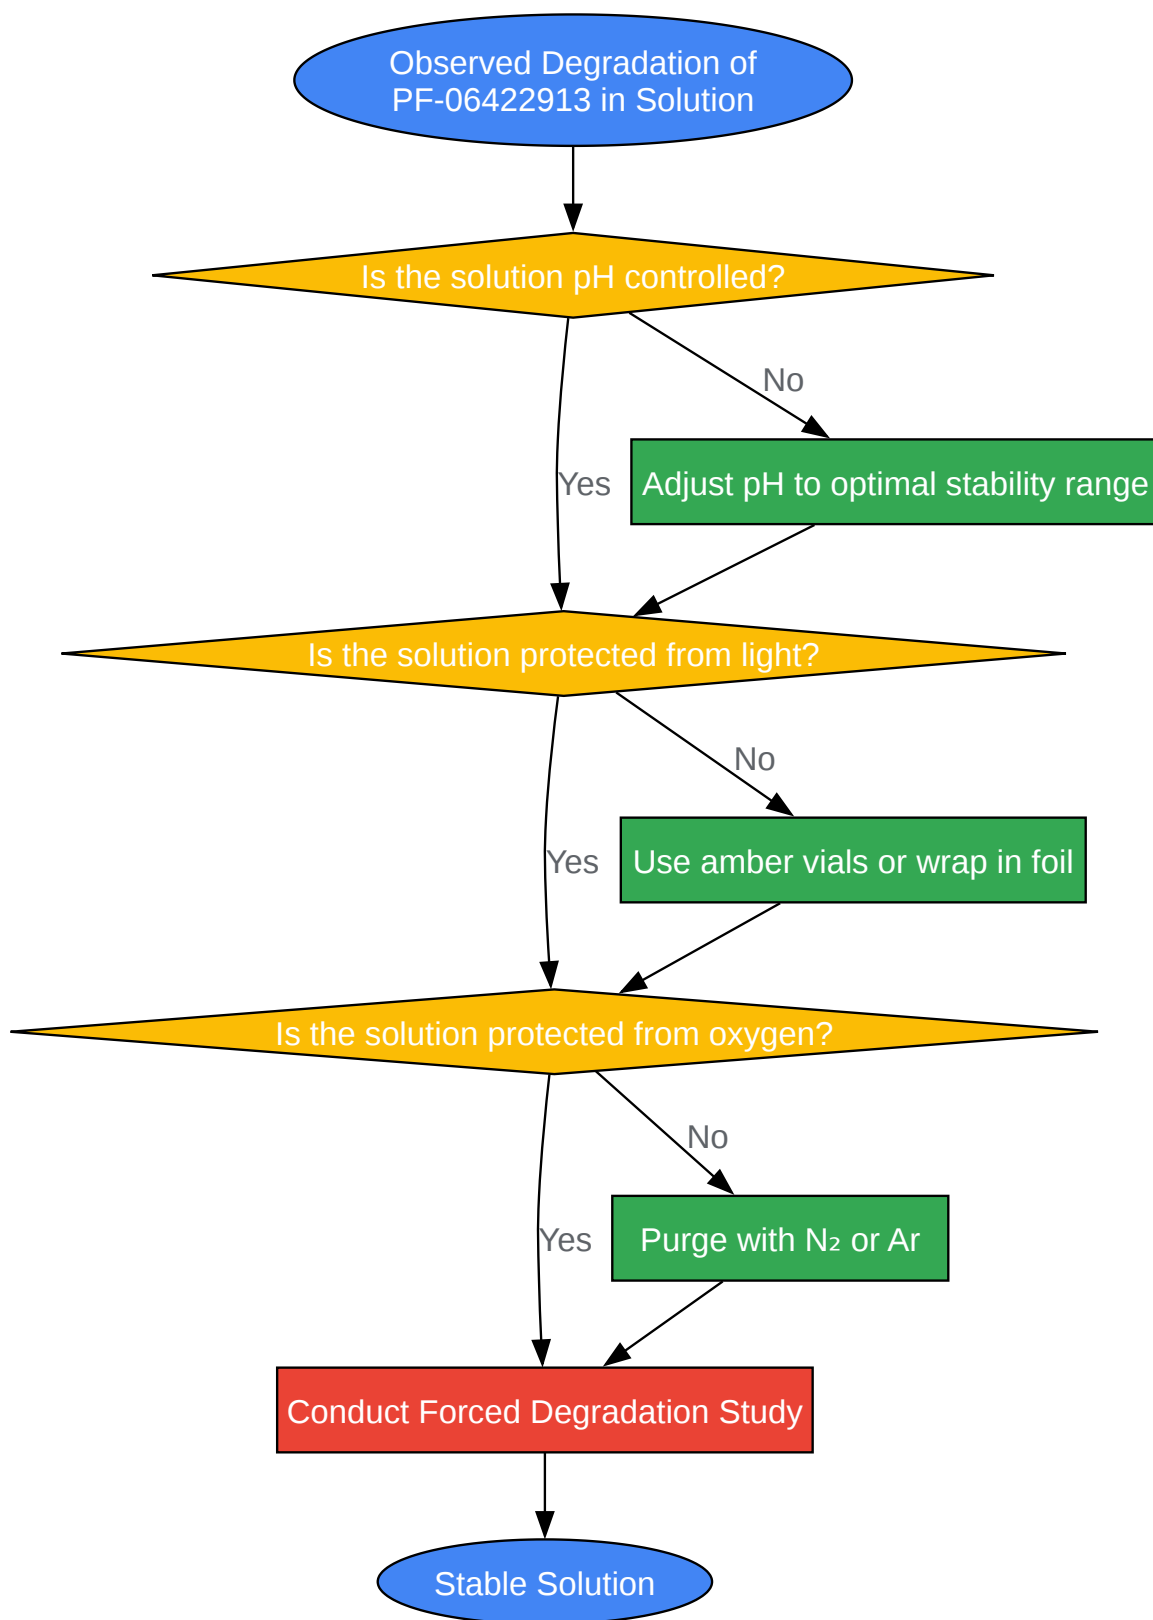 Observed Degradation of
PF-06422913 in Solution
Is the solution pH controlled?
No
Yes
Adjust pH to optimal stability range
Is the solution protected from light?
No
Yes
Use amber vials or wrap in foil
Is the solution protected from oxygen?
No
Yes
Purge with N₂ or Ar
Conduct Forced Degradation Study
Stable Solution